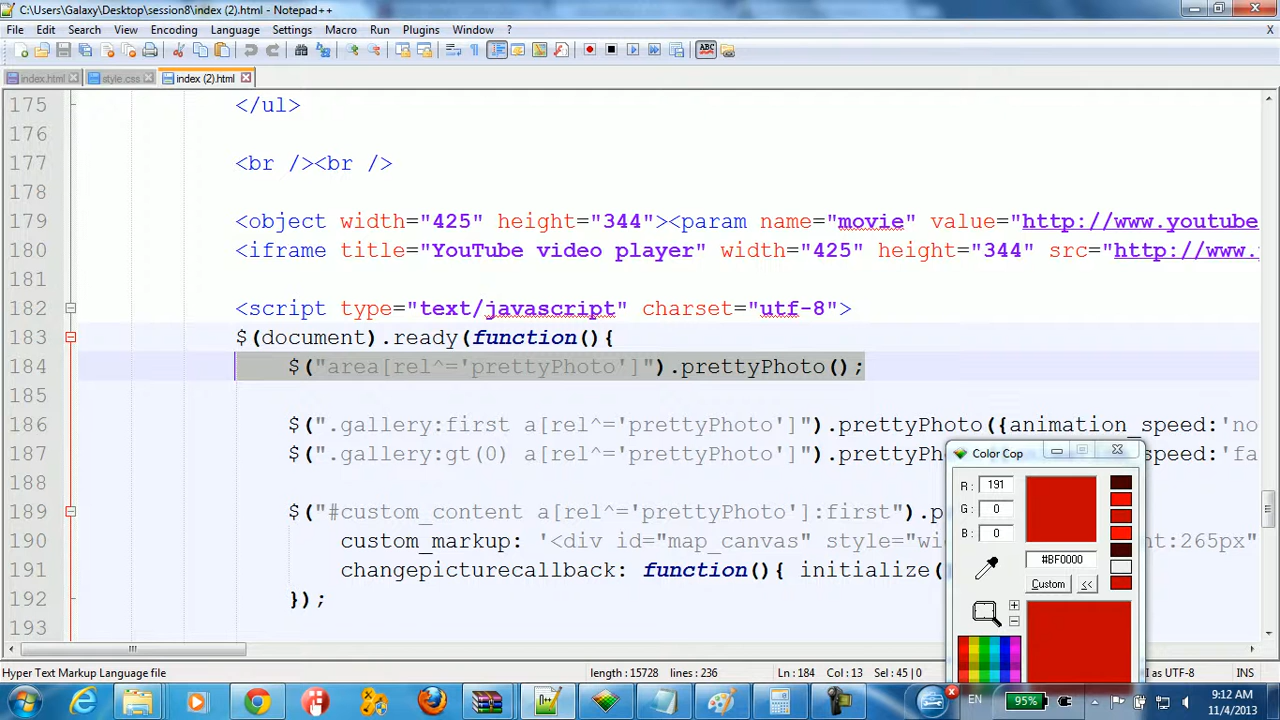 C:\Users\Galaxy\Desktop\session8\index (2).html - Notepad++
File Edit Search View Encoding Language Settings Macro Run Plugins Window ? X
index.html style.css index (2).html
175 </ul>
176
177 <br /><br />
178
179 <object width="425" height="344"><param name="movie" value="http://www.youtube
180 <iframe title="YouTube video player" width="425" height="344" src="http://www.
181
182 <script type="text/javascript" charset="utf-8">
183 $(document).ready(function(){
184 $("area[rel^='prettyPhoto']").prettyPhoto();
185
186 $(".gallery:first a[rel^='prettyPhoto']").prettyPhoto({animation_speed:'no
187 $(".gallery:gt(0) a[rel^='prettyPhoto']").prettyPh speed:'fa
188
189 $("#custom_content a[rel^='prettyPhoto']:first").p
190 custom_markup: '<div id="map_canvas" style="wi ht:265px"
191 changepicturecallback: function(){ initialize(
192 });
193
Color Cop
R: 191
G: 0
B: 0
#BF0000
Custom <<
Hyper Text Markup Language file length : 15728 lines : 236 Ln : 184 Col : 13 Sel : 45 | 0 as UTF-8 INS
95% EN 9:12 AM
11/4/2013